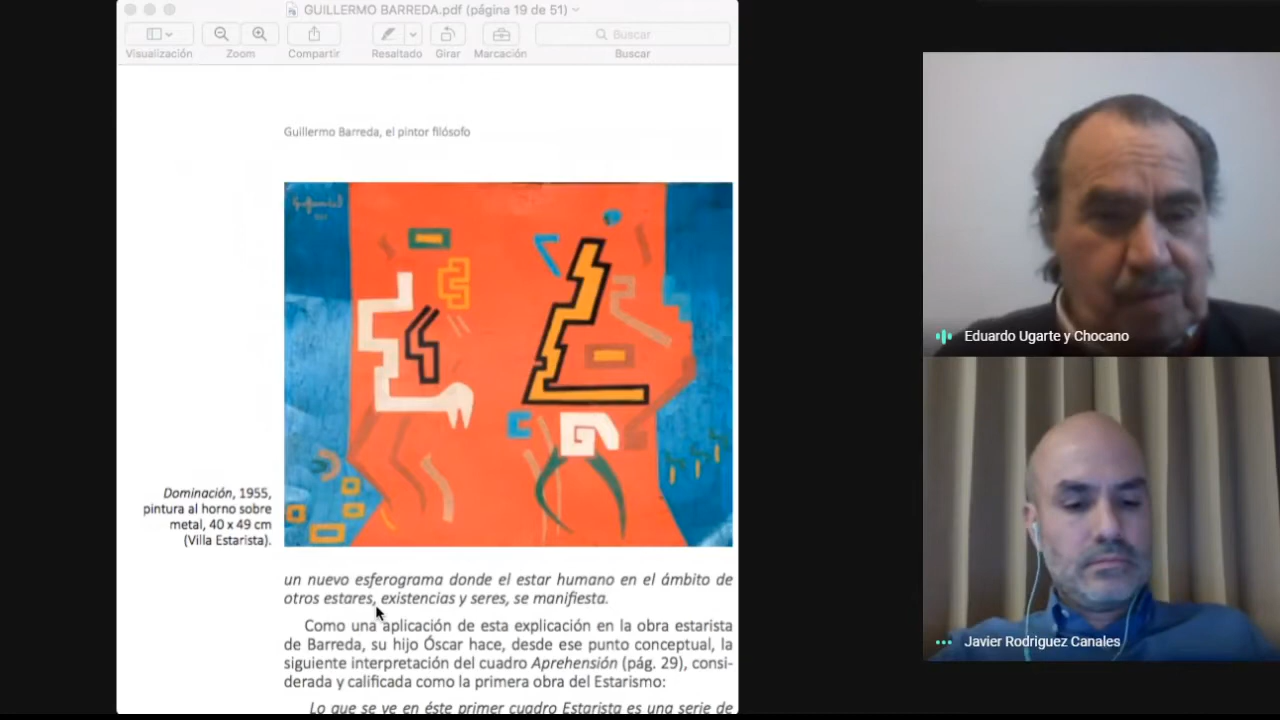 GUILLERMO BARREDA.pdf (página 19 de 51)
Buscar
Visualización
Zoom
Compartir
Resaltado
Girar
Marcación
Buscar
Guillermo Barreda, el pintor filósofo
Dominación, 1955,
pintura al horno sobre
metal, 40 x 49 cm
(Villa Estarista).
un nuevo esferograma donde el estar humano en el ámbito de
otros estares, existencias y seres, se manifiesta.
Como una aplicación de esta explicación en la obra estarista
de Barreda, su hijo Óscar hace, desde ese punto conceptual, la
siguiente interpretación del cuadro Aprehensión (pág. 29), consi-
derada y calificada como la primera obra del Estarismo:
Lo que se ve en éste primer cuadro Estarista es una serie de
Eduardo Ugarte y Chocano
Javier Rodriguez Canales